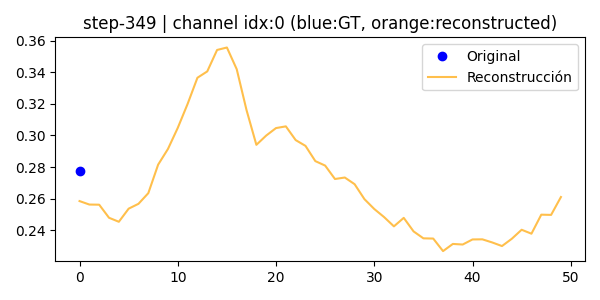 step-349 | channel idx:0 (blue:GT, orange:reconstructed)
0.36
0.34
0.32
0.30
0.28
0.26
0.24
Original
Reconstrucción
0 10 20 30 40 50